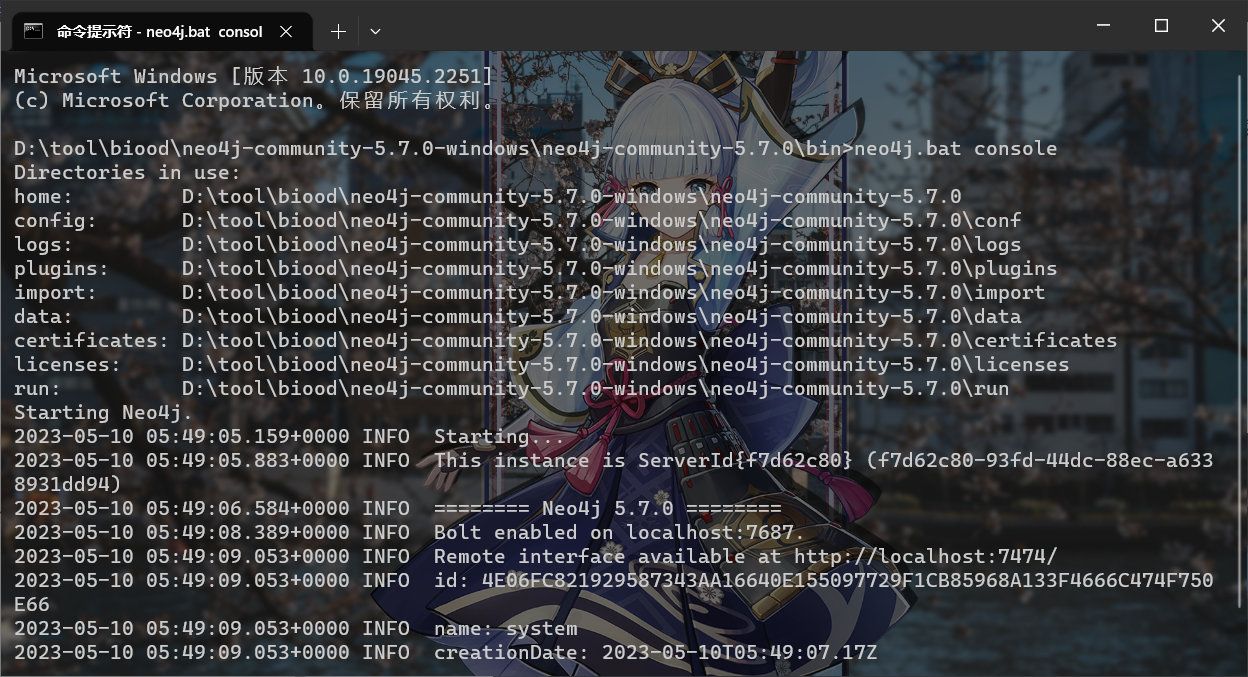 命令提示符 - neo4j.bat  consol
Microsoft Windows [版本 10.0.19045.2251]
(c) Microsoft Corporation。保留所有权利。
D:\tool\biood\neo4j-community-5.7.0-windows\neo4j-community-5.7.0\bin>neo4j.bat console
Directories in use:
home:         D:\tool\biood\neo4j-community-5.7.0-windows\neo4j-community-5.7.0
config:       D:\tool\biood\neo4j-community-5.7.0-windows\neo4j-community-5.7.0\conf
logs:         D:\tool\biood\neo4j-community-5.7.0-windows\neo4j-community-5.7.0\logs
plugins:      D:\tool\biood\neo4j-community-5.7.0-windows\neo4j-community-5.7.0\plugins
import:       D:\tool\biood\neo4j-community-5.7.0-windows\neo4j-community-5.7.0\import
data:         D:\tool\biood\neo4j-community-5.7.0-windows\neo4j-community-5.7.0\data
certificates: D:\tool\biood\neo4j-community-5.7.0-windows\neo4j-community-5.7.0\certificates
licenses:     D:\tool\biood\neo4j-community-5.7.0-windows\neo4j-community-5.7.0\licenses
run:          D:\tool\biood\neo4j-community-5.7.0-windows\neo4j-community-5.7.0\run
Starting Neo4j.
2023-05-10 05:49:05.159+0000 INFO  Starting...
2023-05-10 05:49:05.883+0000 INFO  This instance is ServerId{f7d62c80} (f7d62c80-93fd-44dc-88ec-a633
8931dd94)
2023-05-10 05:49:06.584+0000 INFO  ======== Neo4j 5.7.0 ========
2023-05-10 05:49:08.389+0000 INFO  Bolt enabled on localhost:7687.
2023-05-10 05:49:09.053+0000 INFO  Remote interface available at http://localhost:7474/
2023-05-10 05:49:09.053+0000 INFO  id: 4E06FC821929587343AA16640E155097729F1CB85968A133F4666C474F750
E66
2023-05-10 05:49:09.053+0000 INFO  name: system
2023-05-10 05:49:09.053+0000 INFO  creationDate: 2023-05-10T05:49:07.17Z